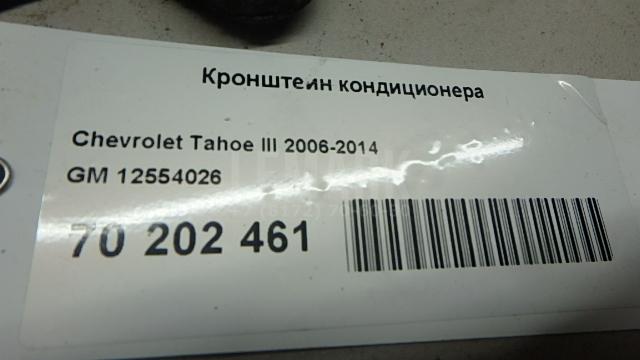 Кронштейн кондиционера
Chevrolet Tahoe III 2006-2014
GM 12554026
70 202 461